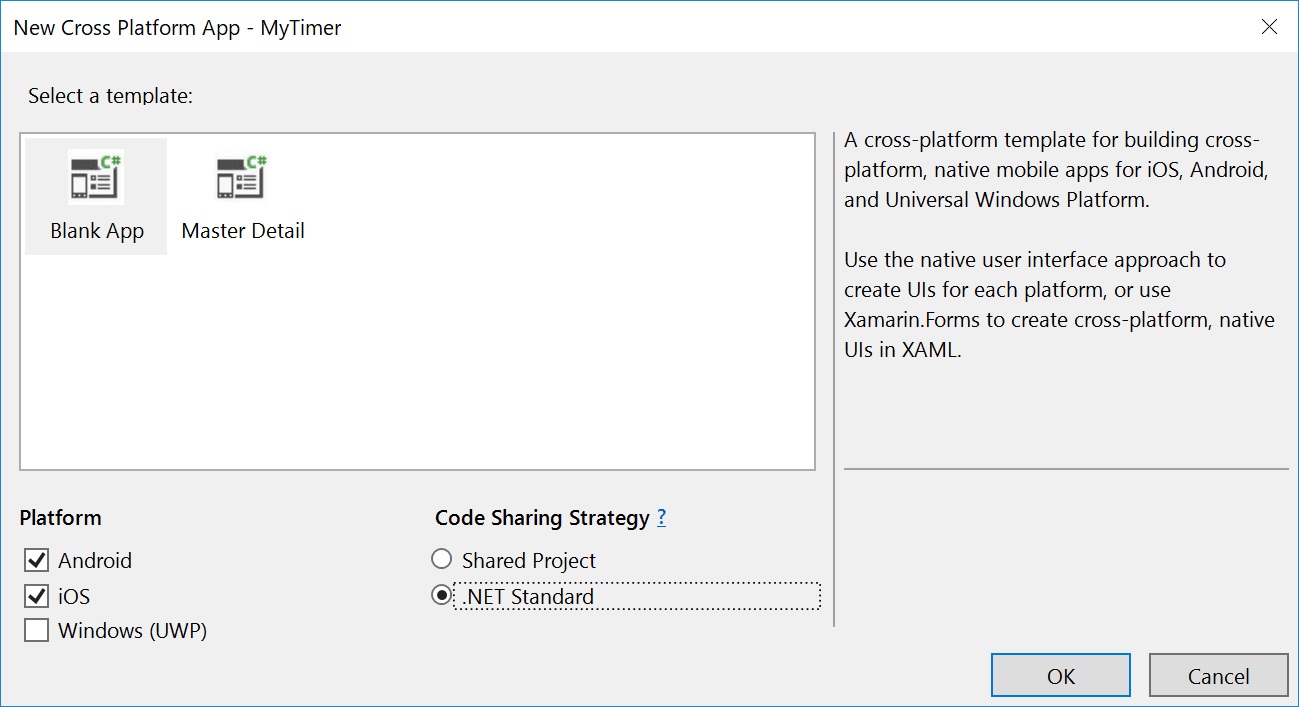 New Cross Platform App - MyTimer
Select a template:
C#
Blank App
C#
Master Detail
A cross-platform template for building cross-
platform, native mobile apps for iOS, Android,
and Universal Windows Platform.
Use the native user interface approach to
create UIs for each platform, or use
Xamarin.Forms to create cross-platform, native
UIs in XAML.
Platform
Android
iOS
Windows (UWP)
Code Sharing Strategy ?
Shared Project
.NET Standard
OK
Cancel